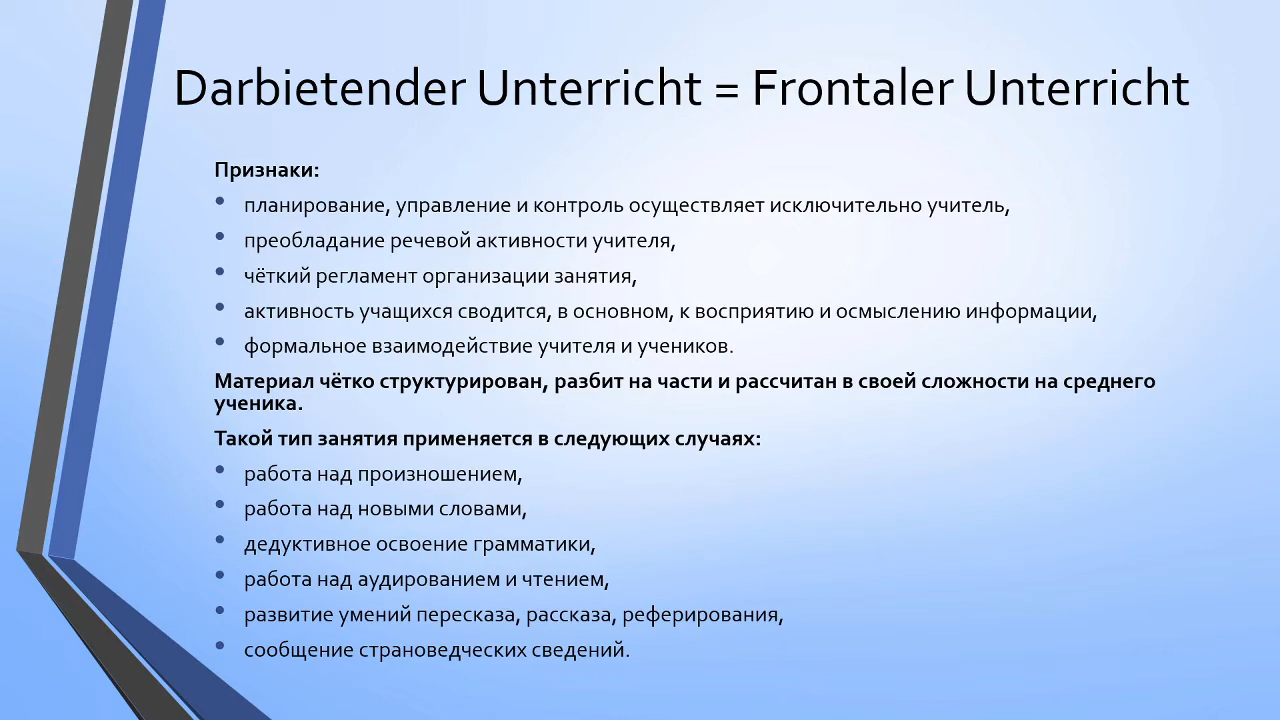 Darbietender Unterricht = Frontaler Unterricht
Признаки:
• планирование, управление и контроль осуществляет исключительно учитель,
• преобладание речевой активности учителя,
• чёткий регламент организации занятия,
• активность учащихся сводится, в основном, к восприятию и осмыслению информации,
• формальное взаимодействие учителя и учеников.
Материал чётко структурирован, разбит на части и рассчитан в своей сложности на среднего
ученика.
Такой тип занятия применяется в следующих случаях:
• работа над произношением,
• работа над новыми словами,
• дедуктивное освоение грамматики,
• работа над аудированием и чтением,
• развитие умений пересказа, рассказа, реферирования,
• сообщение страноведческих сведений.